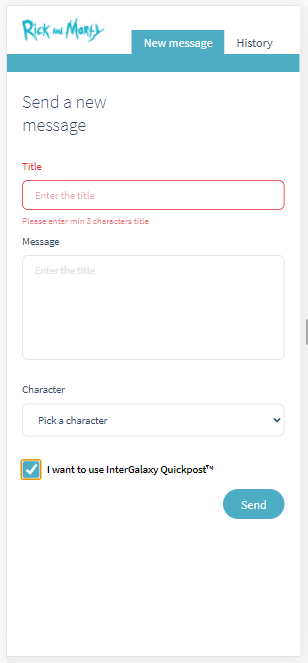 Rick and Morty
New message
History
Send a new
message
Title
Enter the title
Please enter min 3 characters title
Message
Enter the title
Character
Pick a character
I want to use InterGalaxy Quickpost™
Send